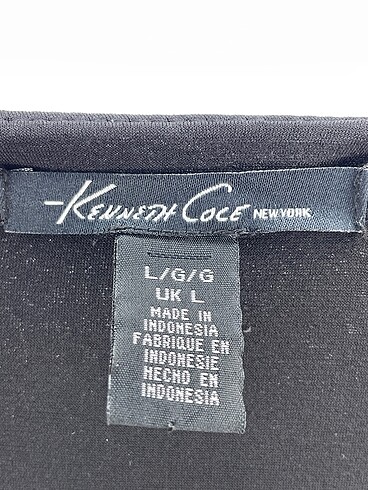 -Kenneth Cole NEW YORK
L/G/G
UK L
MADE IN
INDONESIA
FABRIQUE EN
INDONESIE
HECHO EN
INDONESIA